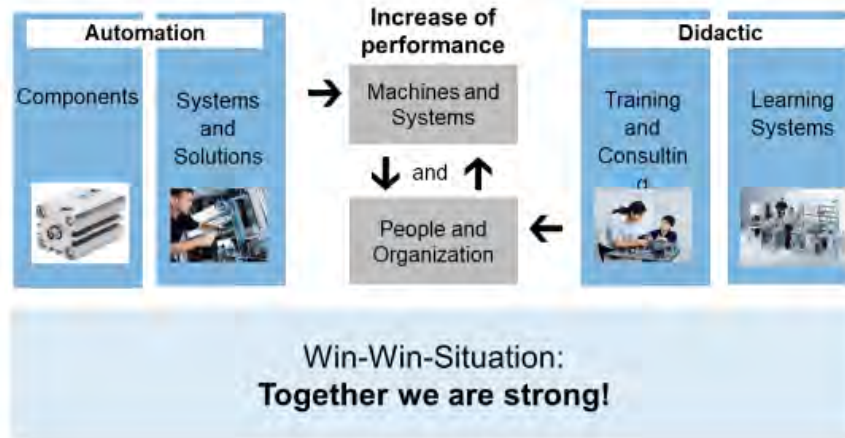 Automation
Components
Systems
and
Solutions
Increase of
performance
Machines and
Systems
and
People and
Organization
Didactic
Training
and
Consultin
g
Learning
Systems
Win-Win-Situation:
Together we are strong!